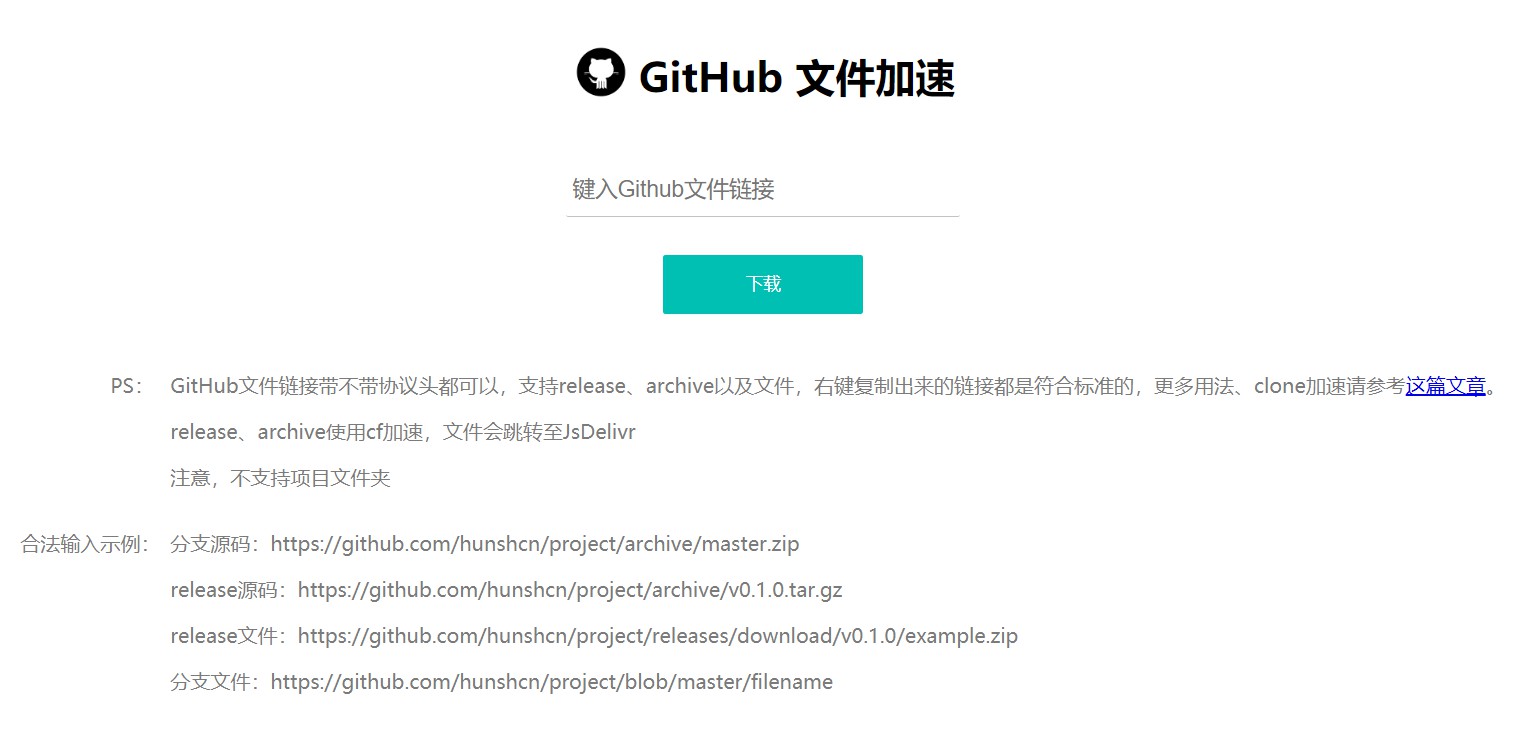 GitHub 文件加速
键入Github文件链接
下载
PS： GitHub文件链接带不带协议头都可以，支持release、archive以及文件，右键复制出来的链接都是符合标准的，更多用法、clone加速请参考这篇文章。
release、archive使用cf加速，文件会跳转至JsDelivr
注意，不支持项目文件夹
合法输入示例： 分支源码：https://github.com/hunshcn/project/archive/master.zip
release源码：https://github.com/hunshcn/project/archive/v0.1.0.tar.gz
release文件：https://github.com/hunshcn/project/releases/download/v0.1.0/example.zip
分支文件：https://github.com/hunshcn/project/blob/master/filename